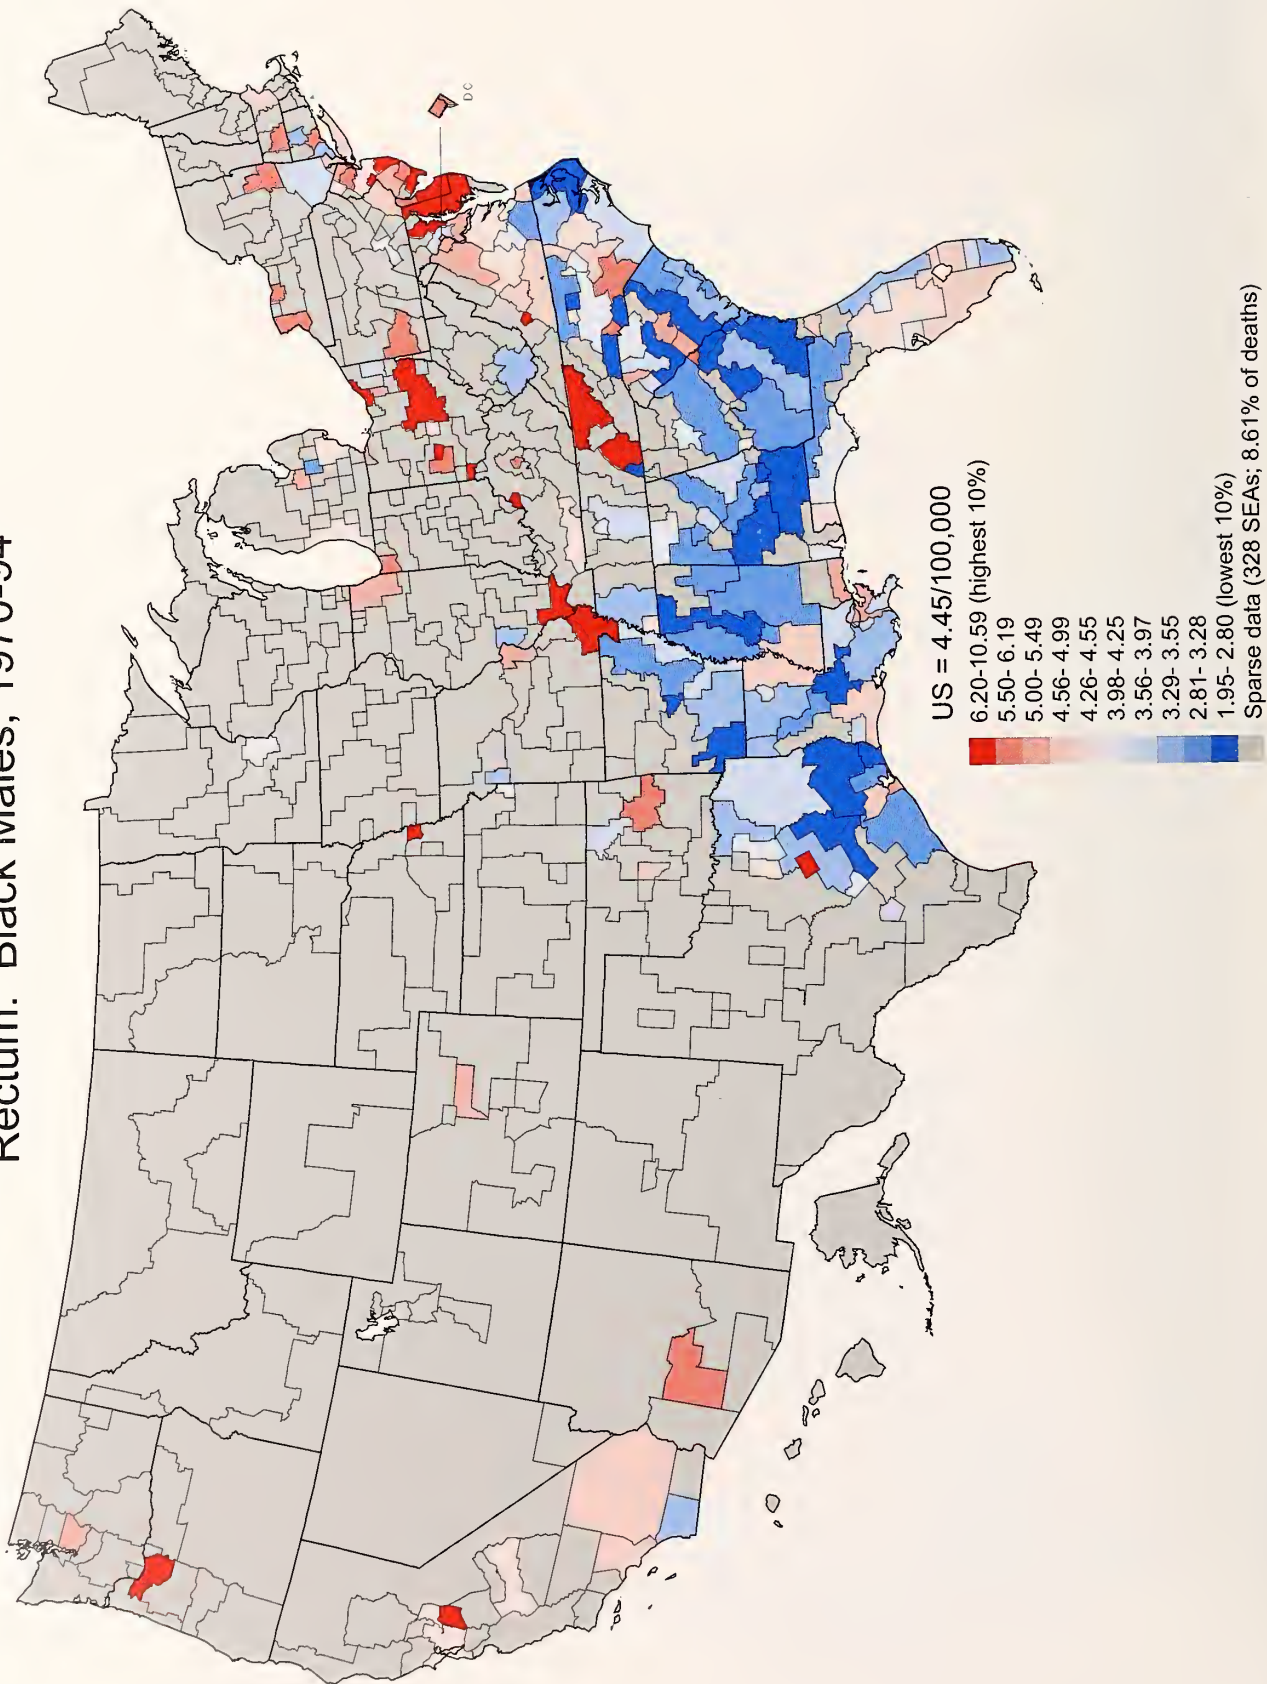 Rectum: Black Males, 1970-94
DC
US = 4.45/100,000
6.20-10.59 (highest 10%)
5.50- 6.19
5.00- 5.49
4.56- 4.99
4.26- 4.55
3.98- 4.25
3.56- 3.97
3.29- 3.55
2.81- 3.28
1.95- 2.80 (lowest 10%)
Sparse data (328 SEAs; 8.61% of deaths)